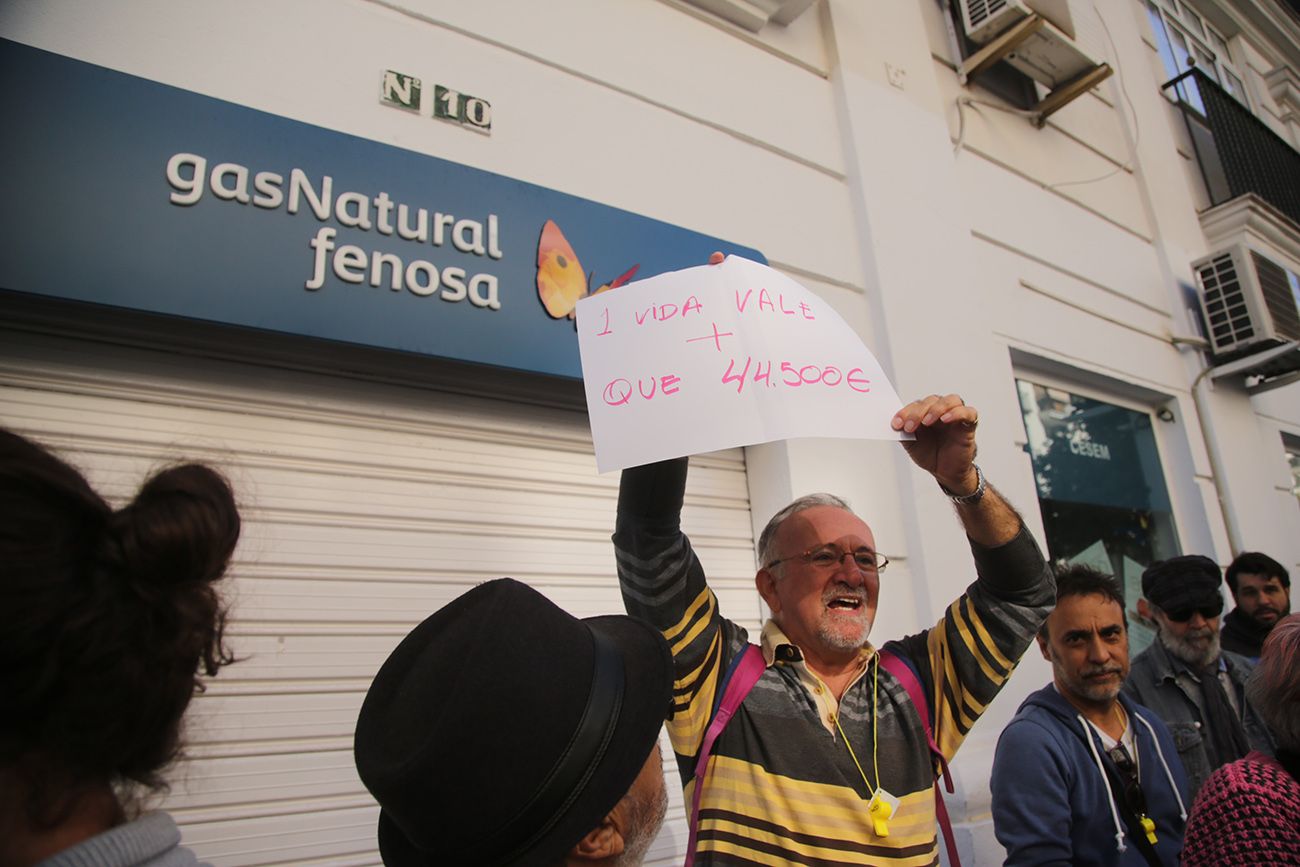 Nº 10
gasNatural
fenosa
1 VIDA VALE
+
QUE 44.500€
CESEM